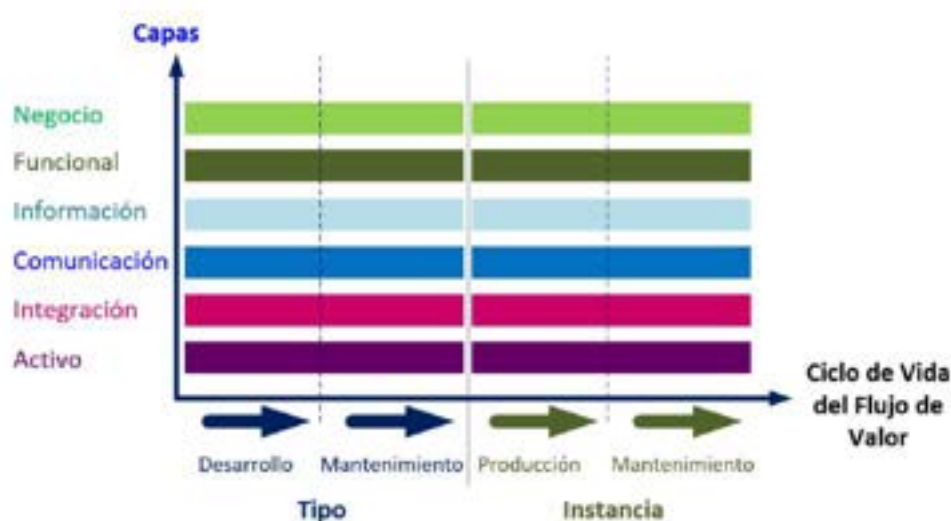 Capas
Negocio
Funcional
Información
Comunicación
Integración
Activo
Ciclo de Vida
del Flujo de
Valor
Desarrollo
Mantenimiento
Producción
Mantenimiento
Tipo
Instancia